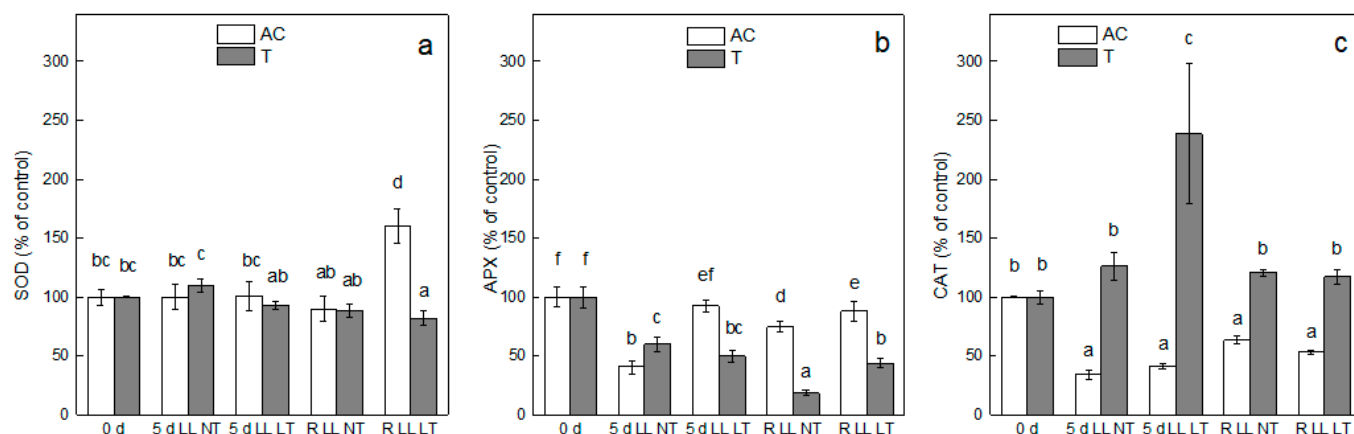 AC
T
a
SOD (% of control)
300
250
200
150
100
50
0
bc bc bc c bc ab ab ab d a
0 d 5 d LL NT 5 d LL LT R LL NT R LL LT
AC
T
b
APX (% of control)
300
250
200
150
100
50
0
f f b c ef bc d a e b
0 d 5 d LL NT 5 d LL LT R LL NT R LL LT
AC
T
c
CAT (% of control)
300
250
200
150
100
50
0
b b a b a c a b a b
0 d 5 d LL NT 5 d LL LT R LL NT R LL LT